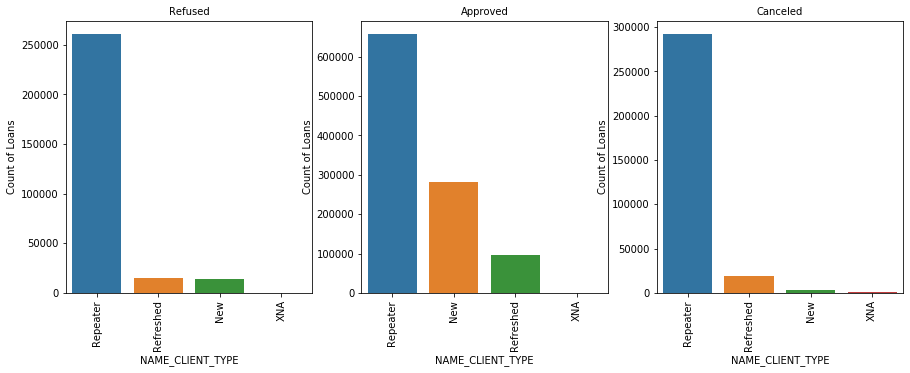 Refused
Count of Loans
250000
200000
150000
100000
50000
0
Repeater
Refreshed
New
XNA
NAME_CLIENT_TYPE
Approved
Count of Loans
600000
500000
400000
300000
200000
100000
0
Repeater
New
Refreshed
XNA
NAME_CLIENT_TYPE
Canceled
Count of Loans
300000
250000
200000
150000
100000
50000
0
Repeater
Refreshed
New
XNA
NAME_CLIENT_TYPE